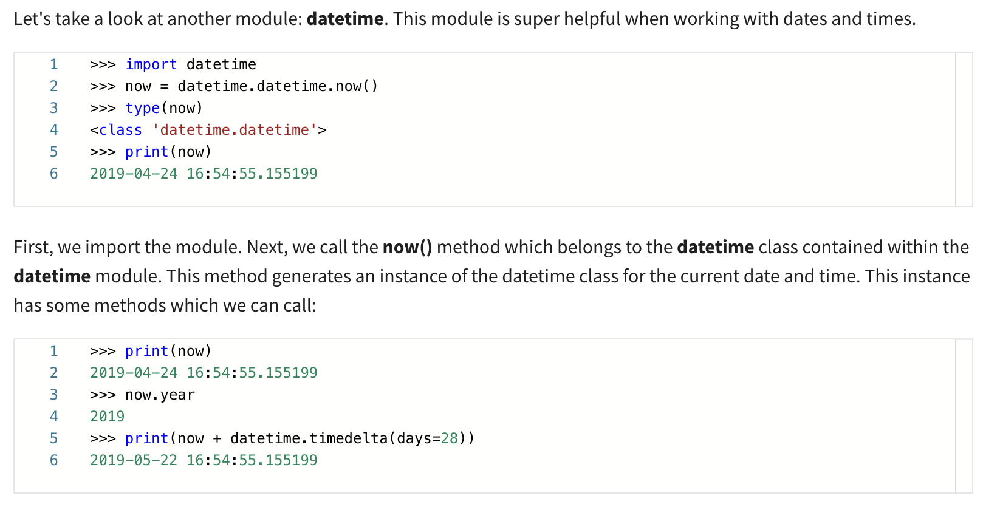 Let's take a look at another module: datetime. This module is super helpful when working with dates and times.
1 >>> import datetime
2 >>> now = datetime.datetime.now()
3 >>> type(now)
4 <class 'datetime.datetime'>
5 >>> print(now)
6 2019-04-24 16:54:55.155199
First, we import the module. Next, we call the now() method which belongs to the datetime class contained within the
datetime module. This method generates an instance of the datetime class for the current date and time. This instance
has some methods which we can call:
1 >>> print(now)
2 2019-04-24 16:54:55.155199
3 >>> now.year
4 2019
5 >>> print(now + datetime.timedelta(days=28))
6 2019-05-22 16:54:55.155199